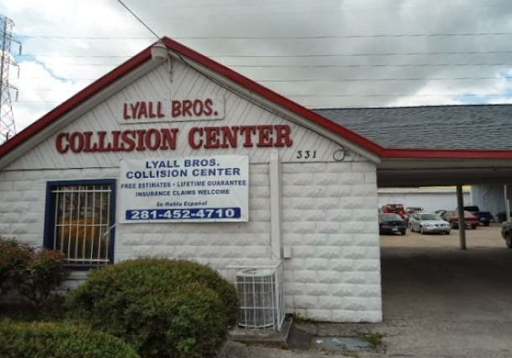 LYALL BROS.
COLLISION CENTER
331
LYALL BROS.
COLLISION CENTER
FREE ESTIMATES • LIFETIME GUARANTEE
INSURANCE CLAIMS WELCOME
Se Habla Español
281-452-4710